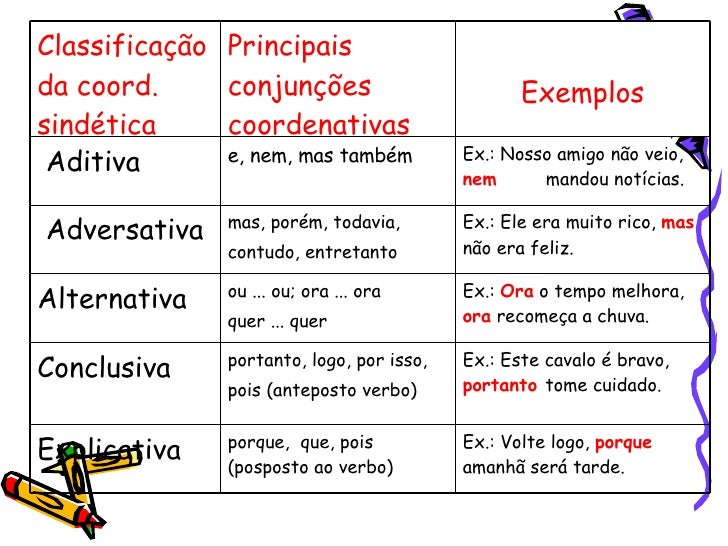 Classificação
da coord.
sindética
Principais
conjunções
coordenativas
Exemplos
Aditiva
e, nem, mas também
Ex.: Nosso amigo não veio,
nem mandou notícias.
Adversativa
mas, porém, todavia,
contudo, entretanto
Ex.: Ele era muito rico, mas
não era feliz.
Alternativa
ou ... ou; ora ... ora
quer ... quer
Ex.: Ora o tempo melhora,
ora recomeça a chuva.
Conclusiva
portanto, logo, por isso,
pois (anteposto verbo)
Ex.: Este cavalo é bravo,
portanto tome cuidado.
Explicativa
porque, que, pois
(posposto ao verbo)
Ex.: Volte logo, porque
amanhã será tarde.